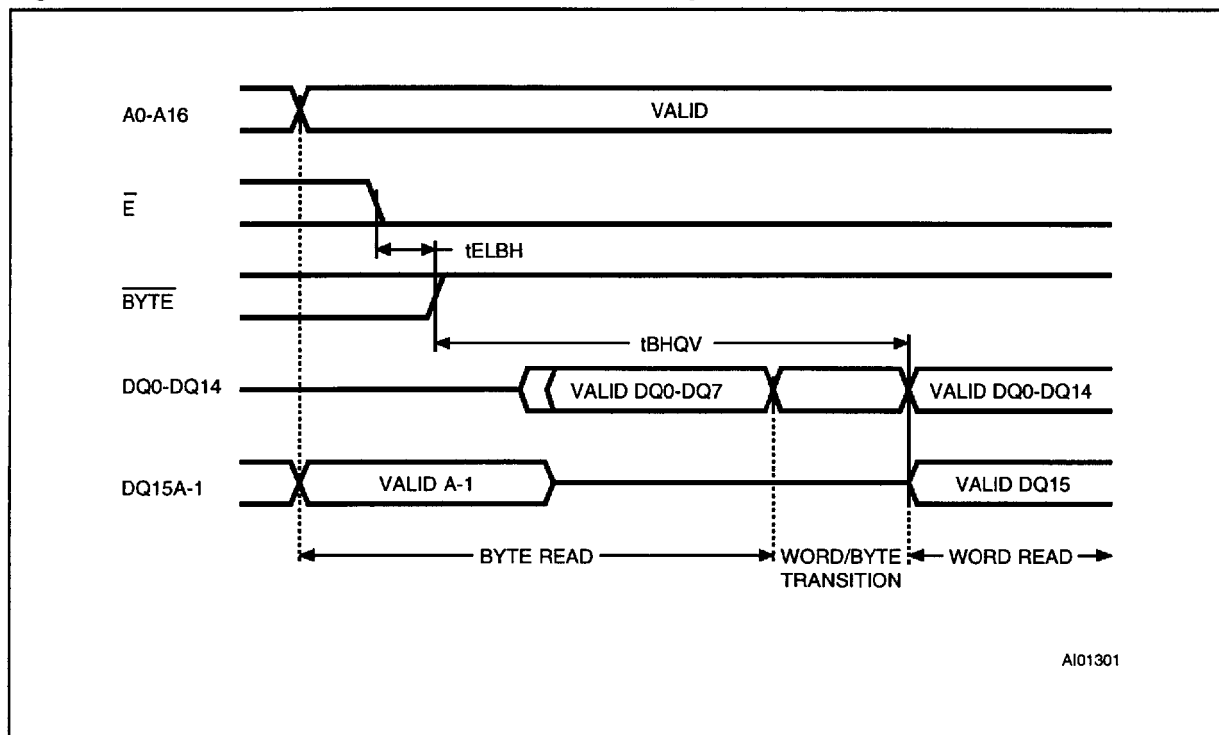 A0-A16 VALID
E
tELBH
BYTE
tBHQV
DQ0-DQ14 VALID DQ0-DQ7 VALID DQ0-DQ14
DQ15A-1 VALID A-1 VALID DQ15
BYTE READ WORD/BYTE WORD READ
TRANSITION
AI01301